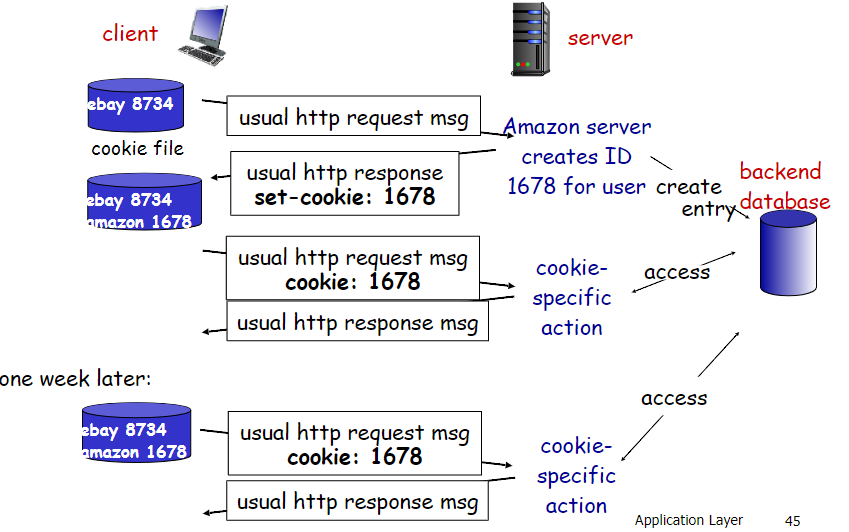 client
server
ebay 8734
usual http request msg
cookie file
Amazon server
creates ID
1678 for user
usual http response
set-cookie: 1678
create
entry
backend
database
ebay 8734
amazon 1678
usual http request msg
cookie: 1678
cookie-
specific
action
access
usual http response msg
one week later:
access
ebay 8734
amazon 1678
usual http request msg
cookie: 1678
cookie-
specific
action
usual http response msg
Application Layer
45